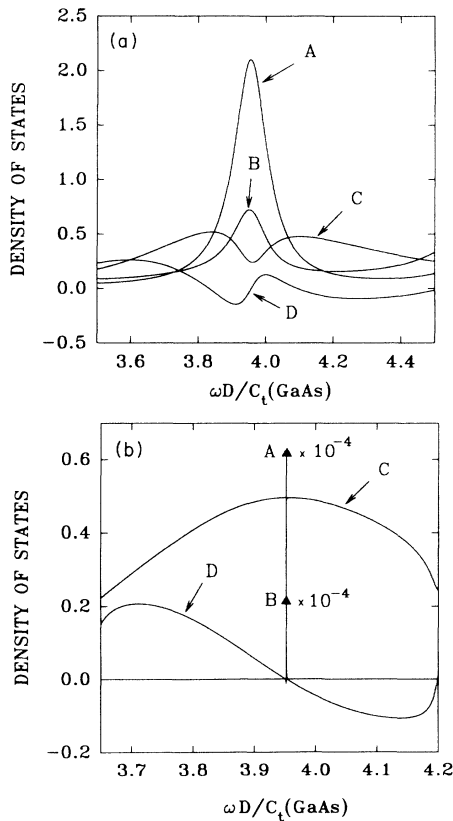 (a)
A
B
C
D
DENSITY OF STATES
2.5
2.0
1.5
1.0
0.5
0.0
-0.5
3.6 3.8 4.0 4.2 4.4
ωD/Cₜ(GaAs)
(b)
A × 10⁻⁴
C
D
B × 10⁻⁴
DENSITY OF STATES
0.6
0.4
0.2
0.0
-0.2
3.7 3.8 3.9 4.0 4.1 4.2
ωD/Cₜ(GaAs)